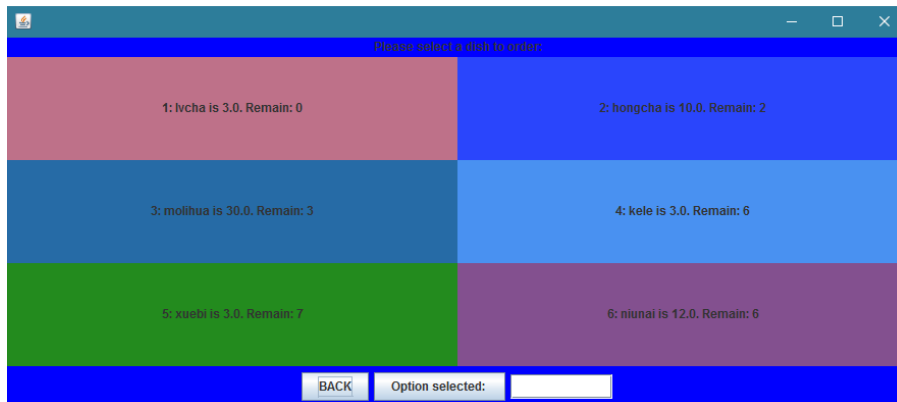 Please select a dish to order:
1: lvcha is 3.0. Remain: 0
2: hongcha is 10.0. Remain: 2
3: molihua is 30.0. Remain: 3
4: kele is 3.0. Remain: 6
5: xuebi is 3.0. Remain: 7
6: niunai is 12.0. Remain: 6
BACK Option selected: